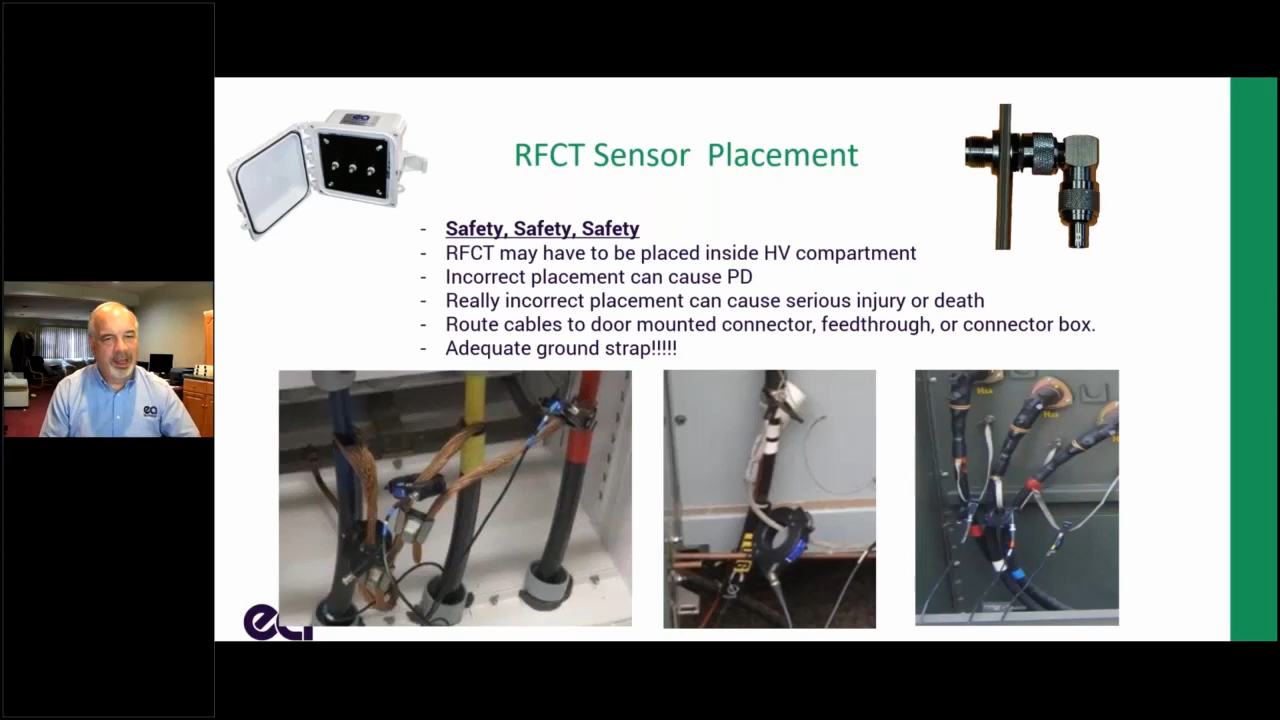 RFCT Sensor Placement
- Safety, Safety, Safety
- RFCT may have to be placed inside HV compartment
- Incorrect placement can cause PD
- Really incorrect placement can cause serious injury or death
- Route cables to door mounted connector, feedthrough, or connector box.
- Adequate ground strap!!!!!